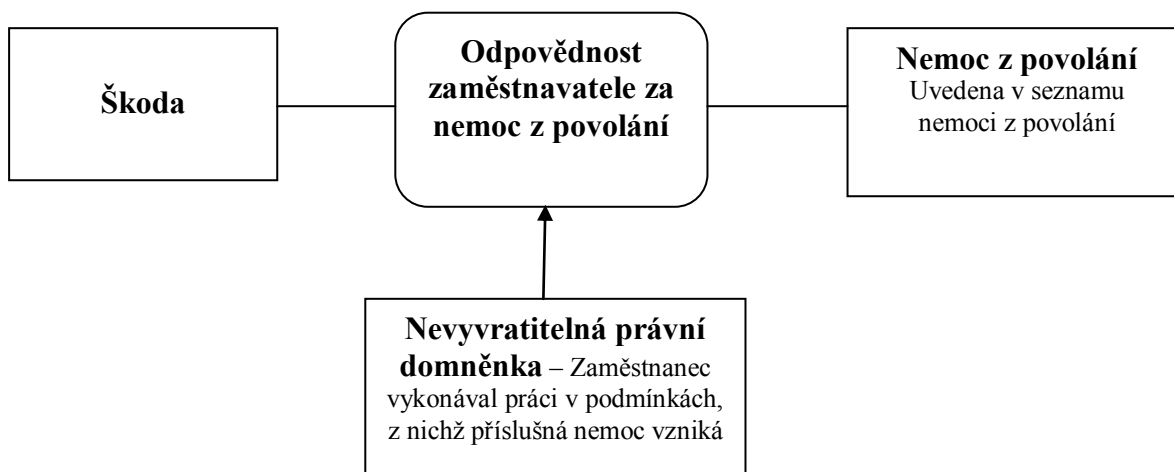 Škoda
Odpovědnost
zaměstnavatele za
nemoc z povolání
Nemoc z povolání
Uvedena v seznamu
nemoci z povolání
Nevyvratitelná právní
domněnka – Zaměstnanec
vykonával práci v podmínkách,
z nichž příslušná nemoc vzniká